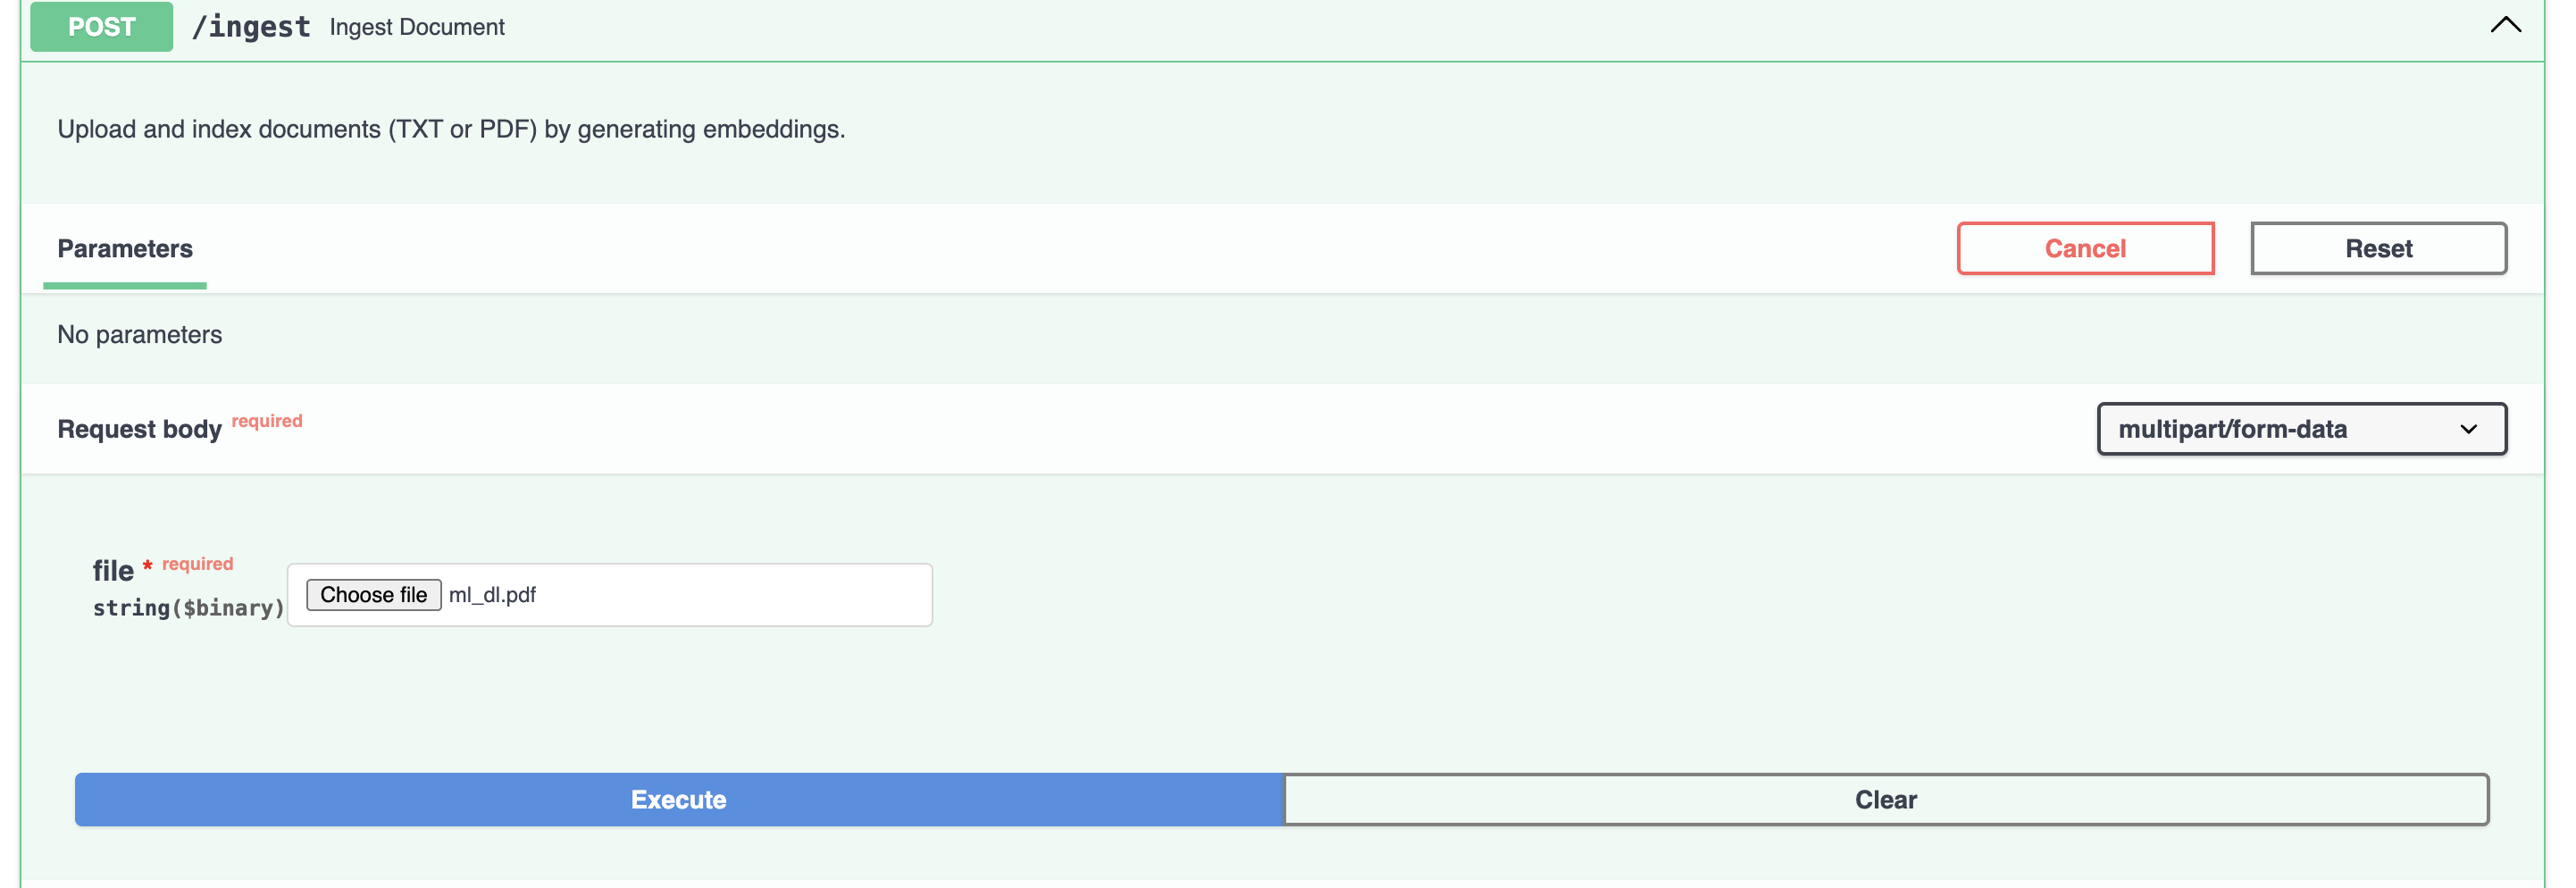 POST /ingest Ingest Document
Upload and index documents (TXT or PDF) by generating embeddings.
Parameters
Cancel
Reset
No parameters
Request body required
multipart/form-data
file * required
string($binary)
Choose file ml_dl.pdf
Execute
Clear